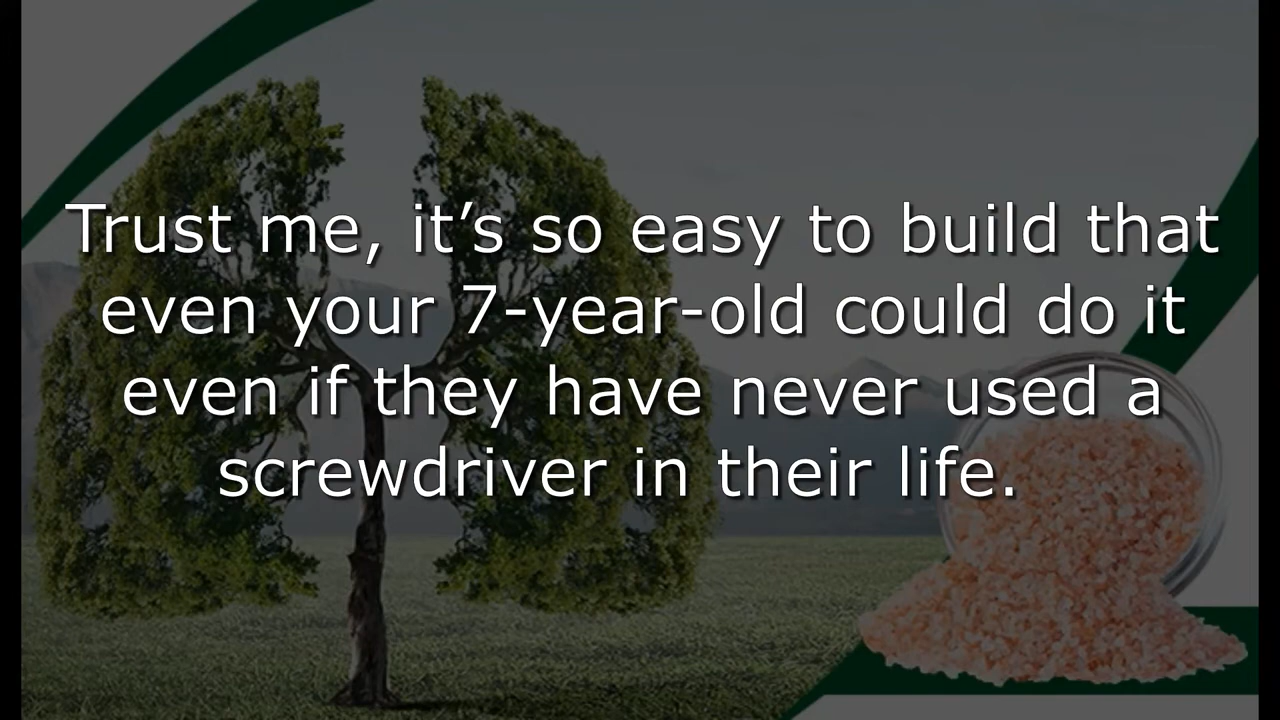 Trust me, it’s so easy to build that
even your 7-year-old could do it
even if they have never used a
screwdriver in their life.